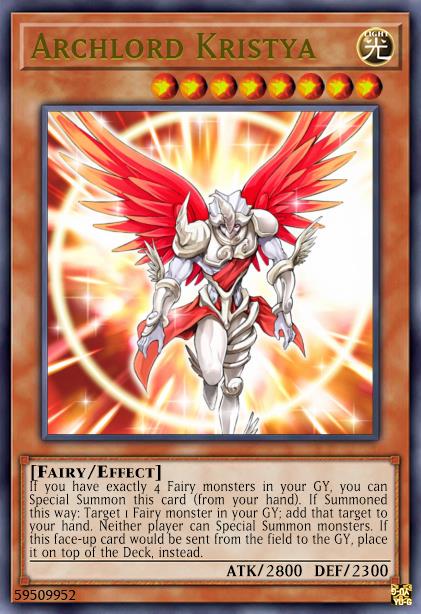 Archlord Kristya
LIGHT
光
[Fairy/Effect]
If you have exactly 4 Fairy monsters in your GY, you can
Special Summon this card (from your hand). If Summoned
this way: Target 1 Fairy monster in your GY; add that target to
your hand. Neither player can Special Summon monsters. If
this face-up card would be sent from the field to the GY, place
it on top of the Deck, instead.
ATK/2800 DEF/2300
59509952